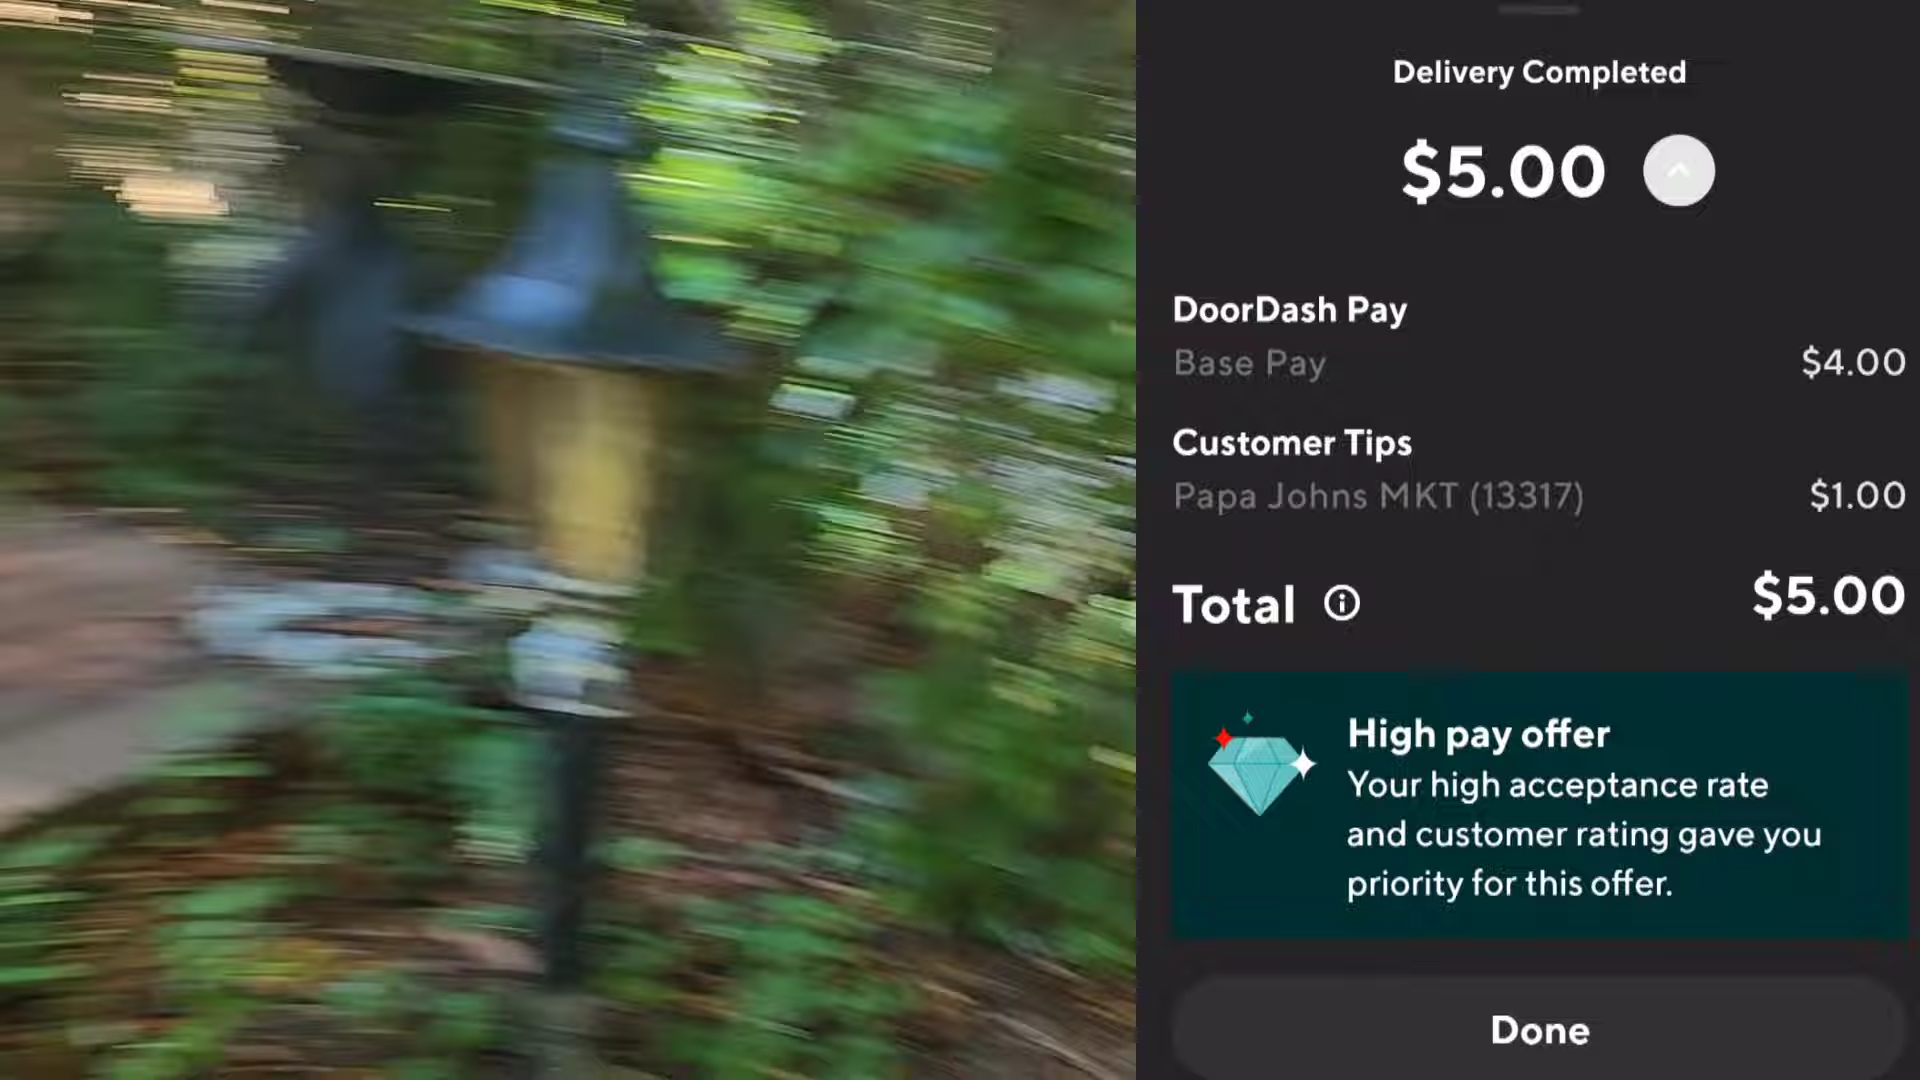 Delivery Completed
$5.00
DoorDash Pay
Base Pay $4.00
Customer Tips
Papa Johns MKT (13317) $1.00
Total $5.00
High pay offer
Your high acceptance rate
and customer rating gave you
priority for this offer.
Done